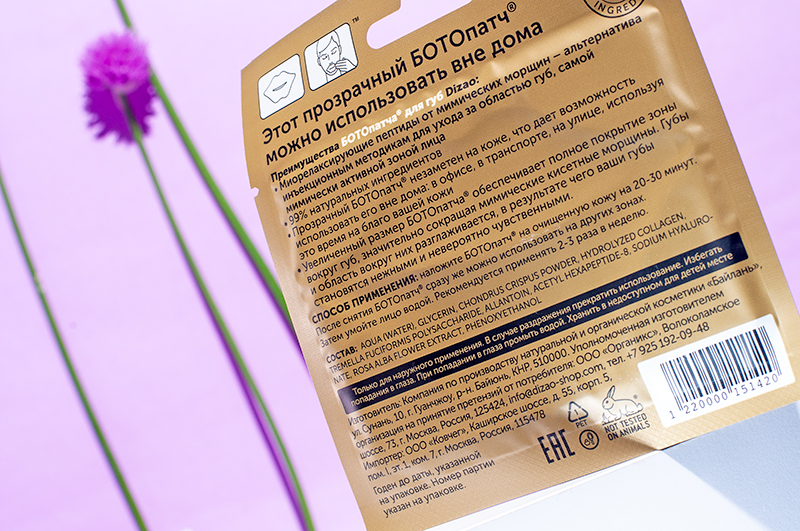 INGRED
™
Этот прозрачный БОТОпатч®
можно использовать вне дома
Преимущества БОТОпатча® для губ Dizao:
• Миорелаксирующие пептиды от мимических морщин – альтернатива
инъекционным методикам для ухода за областью губ, самой
мимически активной зоной лица
• 99% натуральных ингредиентов
• Прозрачный БОТОпатч® незаметен на коже, что дает возможность
использовать его вне дома: в офисе, в транспорте, на улице, используя
это время на благо вашей кожи
• Увеличенный размер БОТОпатча® обеспечивает полное покрытие зоны
вокруг губ, значительно сокращая мимические кисетные морщины. Губы
и область вокруг них разглаживается, в результате чего ваши губы
становятся нежными и невероятно чувственными.
СПОСОБ ПРИМЕНЕНИЯ: наложите БОТОпатч® на очищенную кожу на 20-30 минут.
После снятия БОТОпатч® сразу же можно использовать на других зонах.
Затем умойте лицо водой. Рекомендуется применять 2-3 раза в неделю.
СОСТАВ: AQUA (WATER), GLYCERIN, CHONDRUS CRISPUS POWDER, HYDROLYZED COLLAGEN,
TREMELLA FUCIFORMIS POLYSACCHARIDE, ALLANTOIN, ACETYL HEXAPEPTIDE-8, SODIUM HYALURO-
NATE, ROSA ALBA FLOWER EXTRACT, PHENOXYETHANOL
Только для наружного применения. В случае раздражения прекратить использование. Избегать
попадания в глаза. При попадании в глаза промыть водой. Хранить в недоступном для детей месте
Изготовитель: Компания по производству натуральной и органической косметики «Байлань»,
ул. Сунань, 10, г. Гуанчжоу, р-н. Байюнь, КНР, 510000. Уполномоченная изготовителем
организация на принятие претензий от потребителя: ООО «Органикс», Волоколамское
шоссе, 73, г. Москва, Россия, 125424, info@dizao-shop.com, тел. +7 925 192-09-48
Импортер: ООО «Ковчег», Каширское шоссе, д. 55, корп. 5,
пом. I, эт. 1, ком. 7, г. Москва, Россия, 115478
Годен до даты, указанной
на упаковке. Номер партии
указан на упаковке.
EAC
PET
NOT TESTED
ON ANIMALS
1 220000 151420